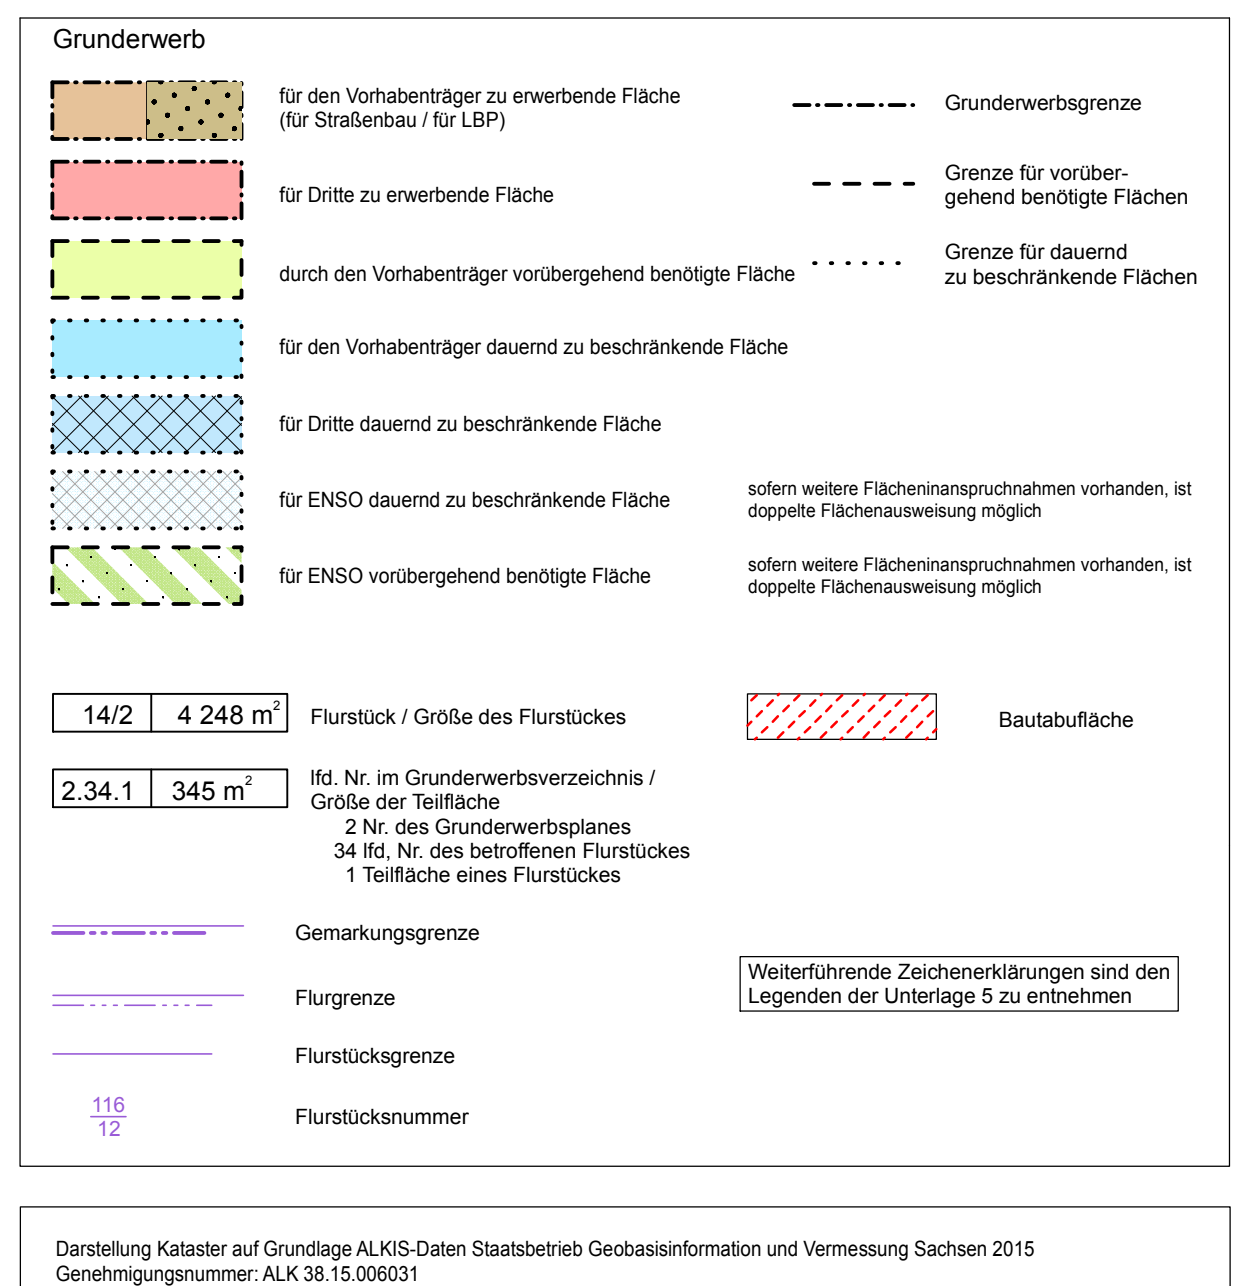 Grunderwerb
für den Vorhabenträger zu erwerbende Fläche
(für Straßenbau / für LBP)
Grunderwerbsgrenze
für Dritte zu erwerbende Fläche
Grenze für vorüber-
gehend benötigte Flächen
durch den Vorhabenträger vorübergehend benötigte Fläche
Grenze für dauernd
zu beschränkende Flächen
für den Vorhabenträger dauernd zu beschränkende Fläche
für Dritte dauernd zu beschränkende Fläche
für ENSO dauernd zu beschränkende Fläche
sofern weitere Flächeninanspruchnahmen vorhanden, ist
doppelte Flächenausweisung möglich
für ENSO vorübergehend benötigte Fläche
sofern weitere Flächeninanspruchnahmen vorhanden, ist
doppelte Flächenausweisung möglich
14/2 4 248 m²
Flurstück / Größe des Flurstückes
Bautabufläche
2.34.1 345 m²
lfd. Nr. im Grunderwerbsverzeichnis /
Größe der Teilfläche
2 Nr. des Grunderwerbsplanes
34 lfd, Nr. des betroffenen Flurstückes
1 Teilfläche eines Flurstückes
Gemarkungsgrenze
Weiterführende Zeichenerklärungen sind den
Legenden der Unterlage 5 zu entnehmen
Flurgrenze
Flurstücksgrenze
116
12
Flurstücksnummer
Darstellung Kataster auf Grundlage ALKIS-Daten Staatsbetrieb Geobasisinformation und Vermessung Sachsen 2015
Genehmigungsnummer: ALK 38.15.006031